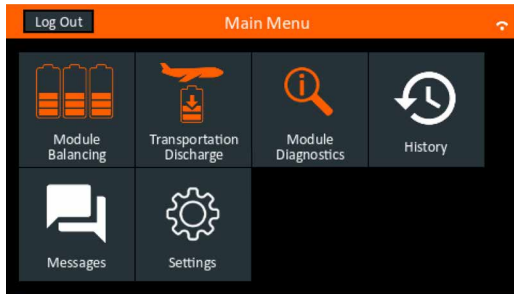 Log Out
Main Menu
Module
Balancing
Transportation
Discharge
Module
Diagnostics
History
Messages
Settings